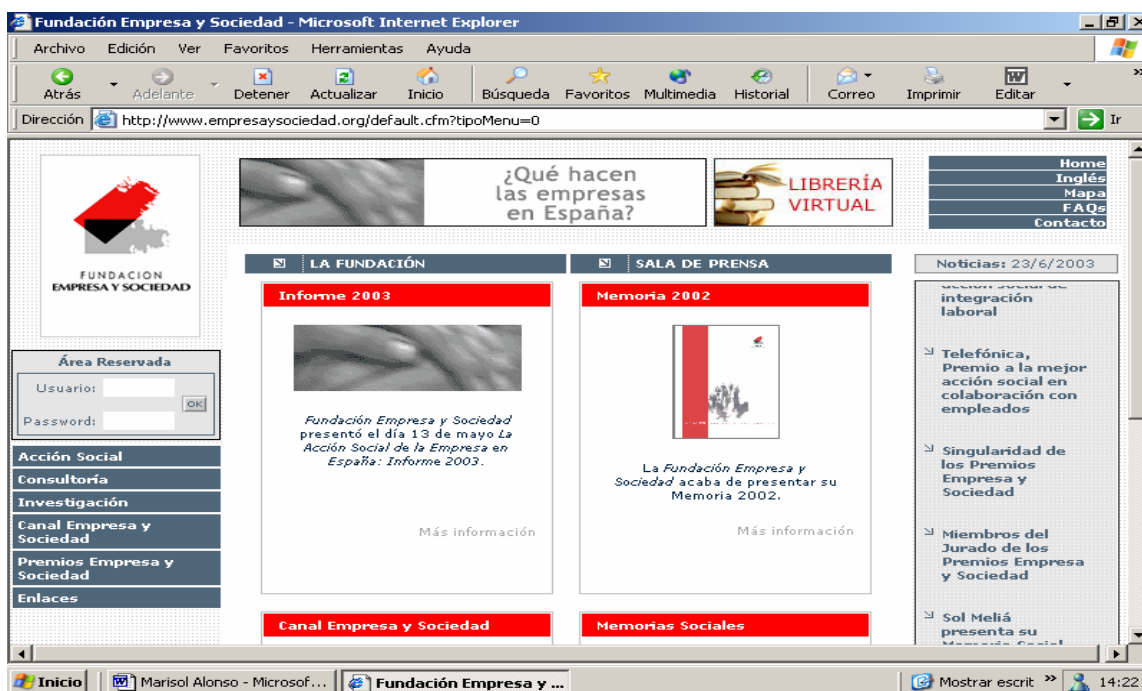 Fundación Empresa y Sociedad - Microsoft Internet Explorer
Archivo Edición Ver Favoritos Herramientas Ayuda
Atrás Adelante Detener Actualizar Inicio Búsqueda Favoritos Multimedia Historial Correo Imprimir Editar
Dirección http://www.empresaysociedad.org/default.cfm?tipoMenu=0 Ir
FUNDACION
EMPRESA Y SOCIEDAD
¿Qué hacen
las empresas
en España?
LIBRERÍA
VIRTUAL
Home
Inglés
Mapa
FAQs
Contacto
Área Reservada
Usuario:
OK
Password:
Acción Social
Consultoría
Investigación
Canal Empresa y
Sociedad
Premios Empresa y
Sociedad
Enlaces
LA FUNDACIÓN
Informe 2003
Fundación Empresa y Sociedad
presentó el día 13 de mayo La
Acción Social de la Empresa en
España: Informe 2003.
Más información
Canal Empresa y Sociedad
SALA DE PRENSA
Memoria 2002
La Fundación Empresa y
Sociedad acaba de presentar su
Memoria 2002.
Más información
Memorias Sociales
Noticias: 23/6/2003
acción social de
integración
laboral
Telefónica,
Premio a la mejor
acción social en
colaboración con
empleados
Singularidad de
los Premios
Empresa y
Sociedad
Miembros del
Jurado de los
Premios Empresa
y Sociedad
Sol Meliá
presenta su
Memoria Social
Inicio Marisol Alonso - Microsof... Fundación Empresa y ... Mostrar escrit » 14:22